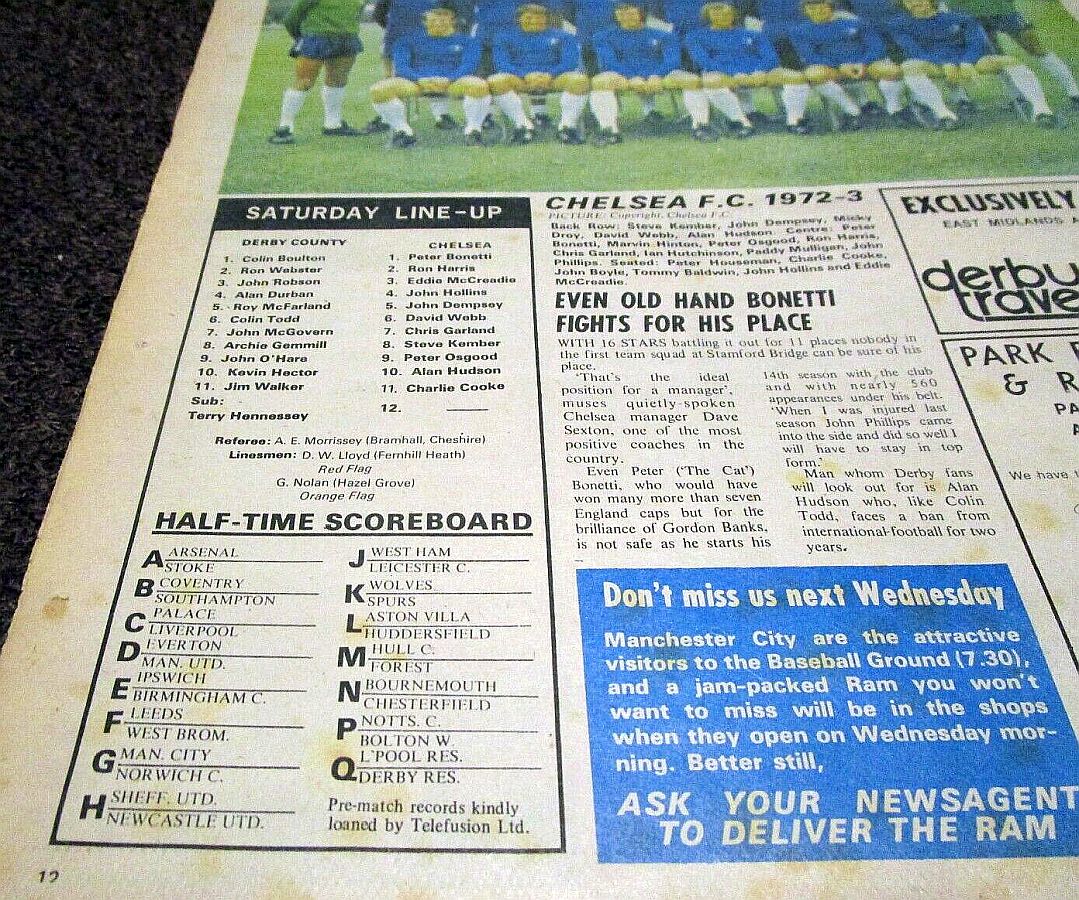 SATURDAY LINE-UP
DERBY COUNTY
1. Colin Boulton
2. Ron Webster
3. John Robson
4. Alan Durban
5. Roy McFarland
6. Colin Todd
7. John McGovern
8. Archie Gemmill
9. John O'Hare
10. Kevin Hector
11. Jim Walker
Sub:
Terry Hennessey
CHELSEA
1. Peter Bonetti
2. Ron Harris
3. Eddie McCreadie
4. John Hollins
5. John Dempsey
6. David Webb
7. Chris Garland
8. Steve Kember
9. Peter Osgood
10. Alan Hudson
11. Charlie Cooke
12.
Referee: A. E. Morrissey (Bramhall, Cheshire)
Linesmen: D. W. Lloyd (Fernhill Heath)
Red Flag
G. Nolan (Hazel Grove)
Orange Flag
HALF-TIME SCOREBOARD
A ARSENAL
STOKE
B COVENTRY
SOUTHAMPTON
C PALACE
LIVERPOOL
D EVERTON
MAN. UTD.
E IPSWICH
BIRMINGHAM C.
F LEEDS
WEST BROM.
G MAN. CITY
NORWICH C.
H SHEFF. UTD.
NEWCASTLE UTD.
J WEST HAM
LEICESTER C.
K WOLVES
SPURS
L ASTON VILLA
HUDDERSFIELD
M HULL C.
FOREST
N BOURNEMOUTH
CHESTERFIELD
P NOTTS. C.
BOLTON W.
Q L'POOL RES.
DERBY RES.
Pre-match records kindly
loaned by Telefusion Ltd.
12
CHELSEA F.C. 1972-3
PICTURE: Copyright, Chelsea F.C.
Back Row: Steve Kember, John Dempsey, Micky
Droy, David Webb, Alan Hudson. Centre, Peter
Bonetti, Marvin Hinton, Peter Osgood, Ron Harris,
Chris Garland, Ian Hutchinson, Paddy Mulligan, John
Phillips. Seated: Peter Houseman, Charlie Cooke,
John Boyle, Tommy Baldwin, John Hollins and Eddie
McCreadie.
EVEN OLD HAND BONETTI
FIGHTS FOR HIS PLACE
WITH 16 STARS battling it out for 11 places nobody in
the first team squad at Stamford Bridge can be sure of his
place.
'That's the ideal
position for a manager',
muses quietly-spoken
Chelsea manager Dave
Sexton, one of the most
positive coaches in the
country.
Even Peter ('The Cat')
Bonetti, who would have
won many more than seven
England caps but for the
brilliance of Gordon Banks,
is not safe as he starts his
14th season with the club
and with nearly 560
appearances under his belt.
'When I was injured last
season John Phillips came
into the side and did so well I
will have to stay in top
form.'
Man whom Derby fans
will look out for is Alan
Hudson who, like Colin
Todd, faces a ban from
international-football for two
years.
Don't miss us next Wednesday
Manchester City are the attractive
visitors to the Baseball Ground (7.30),
and a jam-packed Ram you won't
want to miss will be in the shops
when they open on Wednesday mor-
ning. Better still,
ASK YOUR NEWSAGENT
TO DELIVER THE RAM
EXCLUSIVELY
EAST MIDLANDS A
derby
trave
PARK
& R
PA
We have